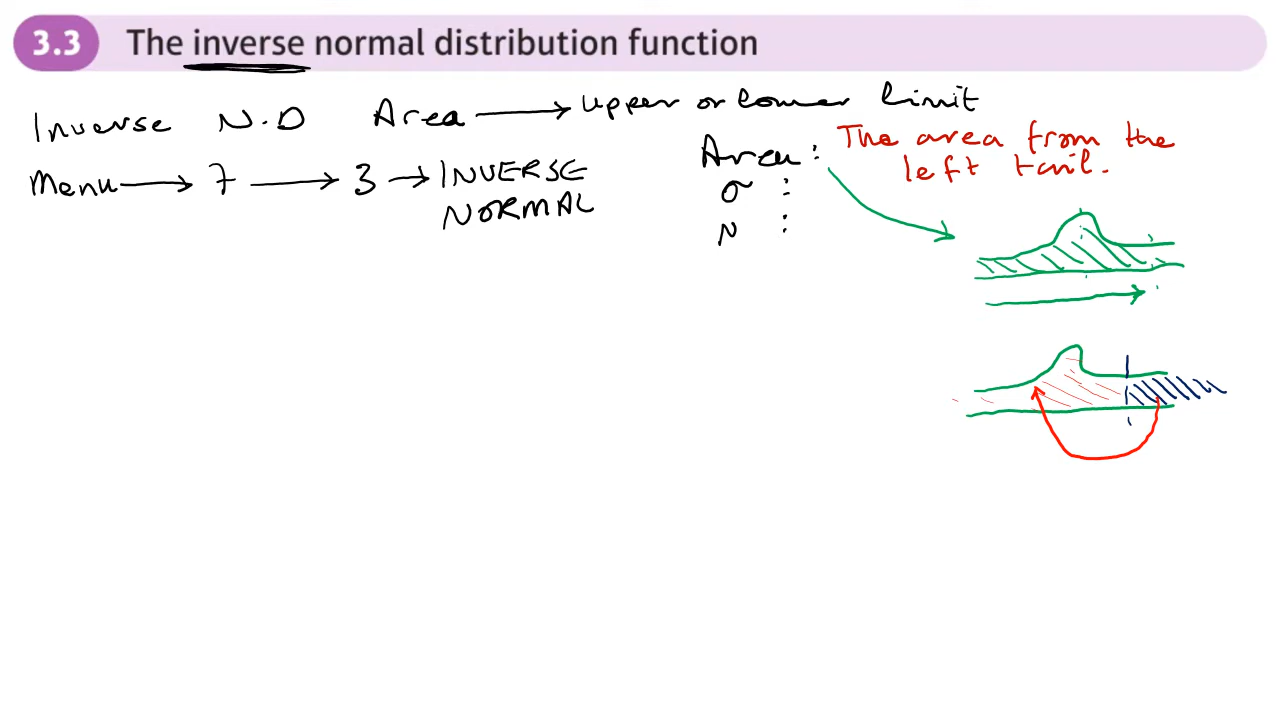 3.3 The inverse normal distribution function
Inverse N.D Area → upper or lower limit
Menu → 7 → 3 → INVERSE
NORMAL
Area :
σ :
N :
The area from the
left tail.